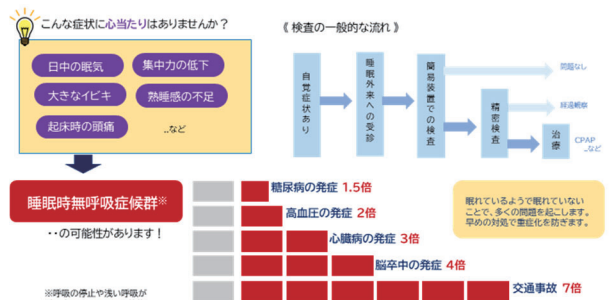 こんな症状に心当たりはありませんか？
日中の眠気
集中力の低下
大きなイビキ
熟睡感の不足
起床時の頭痛
..など
睡眠時無呼吸症候群※
・・の可能性があります！
※呼吸の停止や浅い呼吸が
《 検査の一般的な流れ 》
自覚症状あり
睡眠外来への受診
簡易装置での検査
問題なし
精密検査
経過観察
治療
CPAP
..など
糖尿病の発症 1.5倍
高血圧の発症 2倍
心臓病の発症 3倍
脳卒中の発症 4倍
交通事故 7倍
眠れているようで眠れていない
ことで、多くの問題を起こします。
早めの対処で重症化を防ぎます。